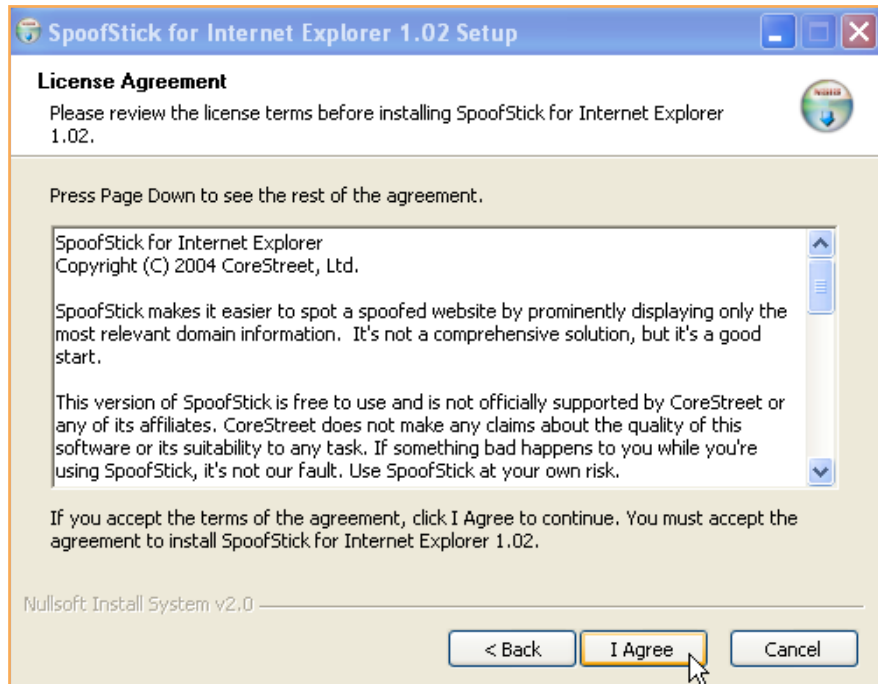 SpoofStick for Internet Explorer 1.02 Setup
License Agreement
Please review the license terms before installing SpoofStick for Internet Explorer
1.02.
Press Page Down to see the rest of the agreement.
SpoofStick for Internet Explorer
Copyright (C) 2004 CoreStreet, Ltd.
SpoofStick makes it easier to spot a spoofed website by prominently displaying only the
most relevant domain information.  It's not a comprehensive solution, but it's a good
start.
This version of SpoofStick is free to use and is not officially supported by CoreStreet or
any of its affiliates. CoreStreet does not make any claims about the quality of this
software or its suitability to any task. If something bad happens to you while you're
using SpoofStick, it's not our fault. Use SpoofStick at your own risk.
If you accept the terms of the agreement, click I Agree to continue. You must accept the
agreement to install SpoofStick for Internet Explorer 1.02.
Nullsoft Install System v2.0
< Back
I Agree
Cancel